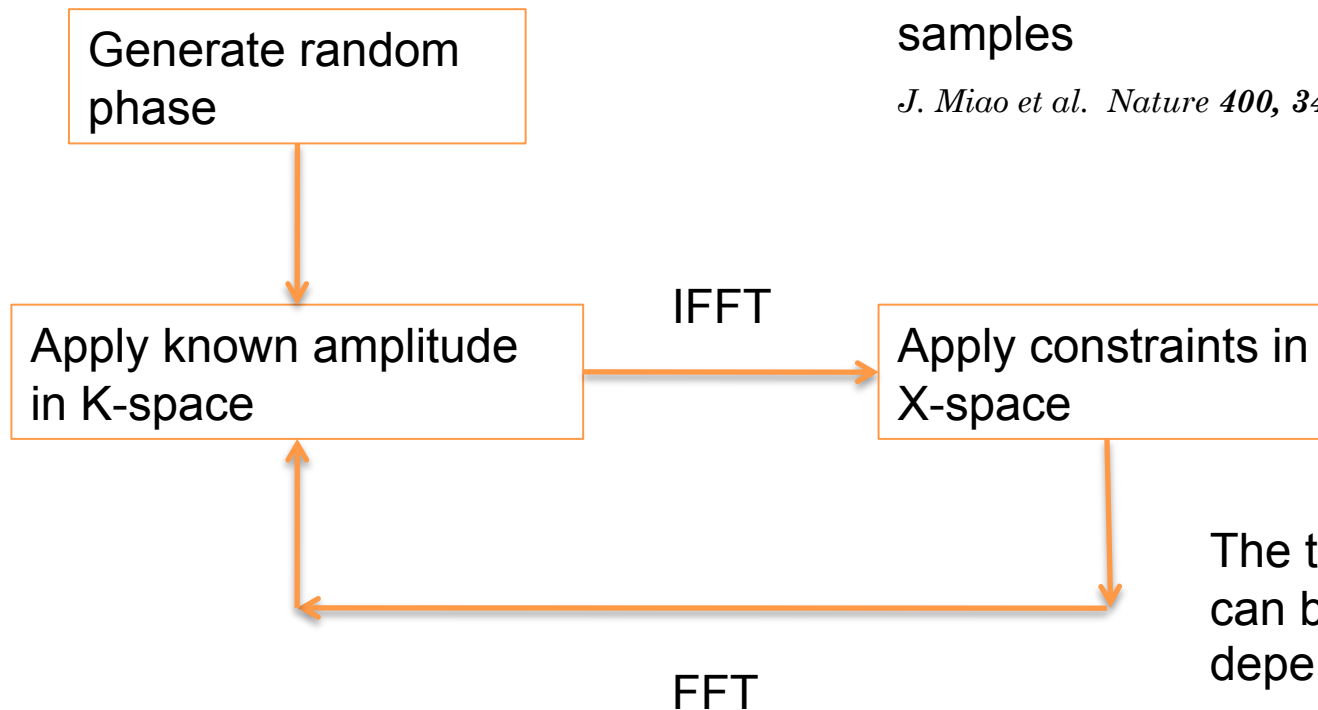 Generate random
phase
samples
J. Miao et al. Nature 400, 34
IFFT
Apply known amplitude
in K-space
Apply constraints in
X-space
The
can
FFT